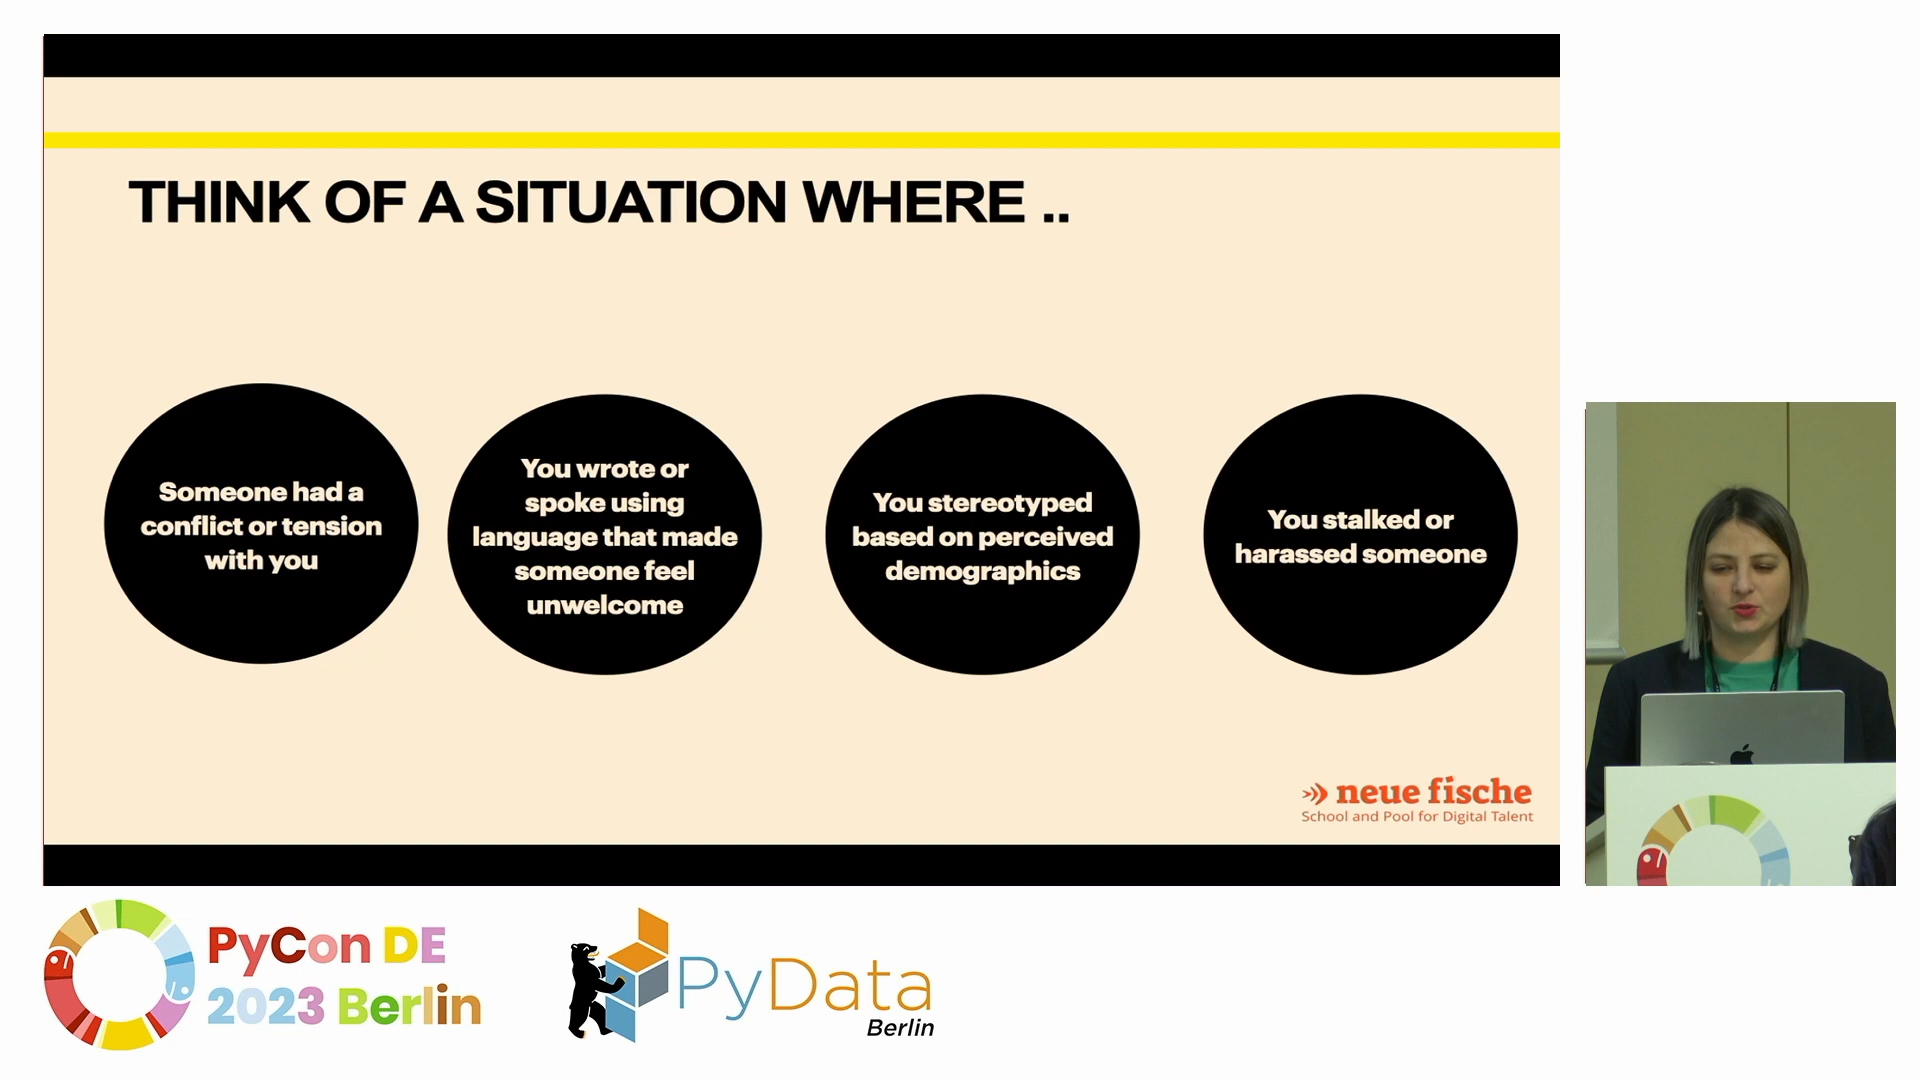 THINK OF A SITUATION WHERE ..
Someone had a
conflict or tension
with you
You wrote or
spoke using
language that made
someone feel
unwelcome
You stereotyped
based on perceived
demographics
You stalked or
harassed someone
neue fische
School and Pool for Digital Talent
PyCon DE
2023 Berlin
PyData
Berlin